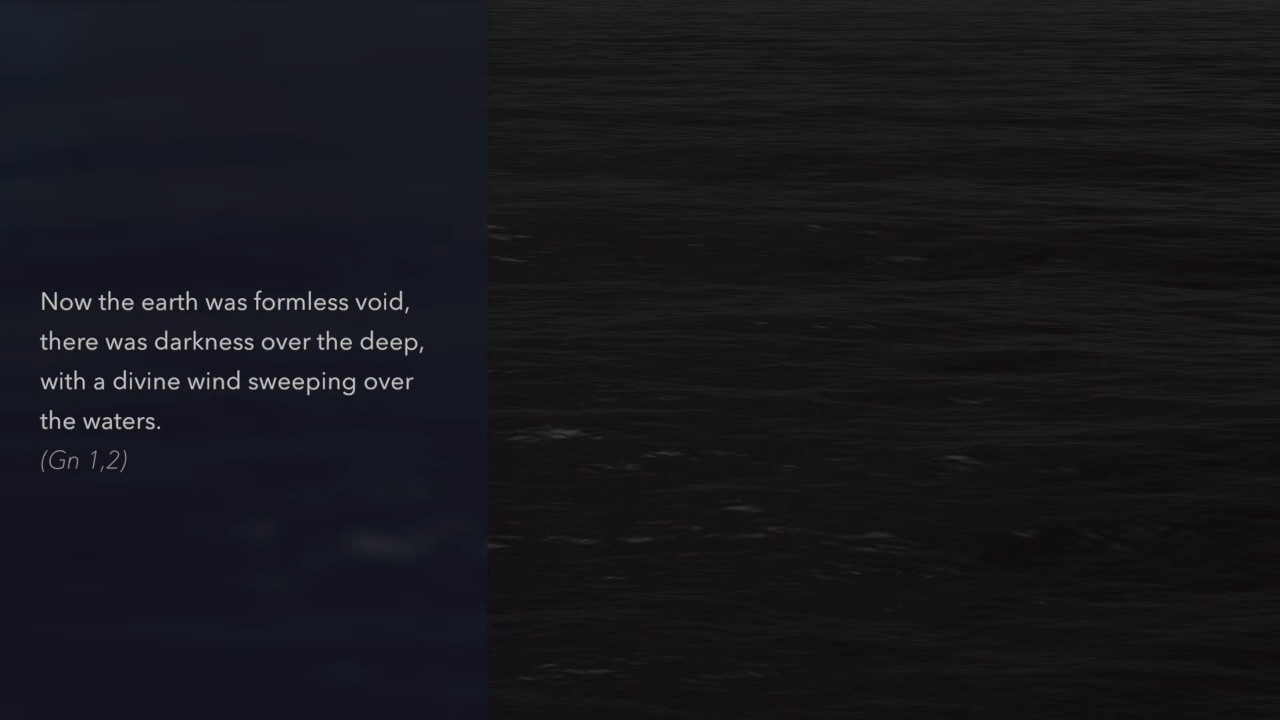 Now the earth was formless void,
there was darkness over the deep,
with a divine wind sweeping over
the waters.
(Gn 1,2)